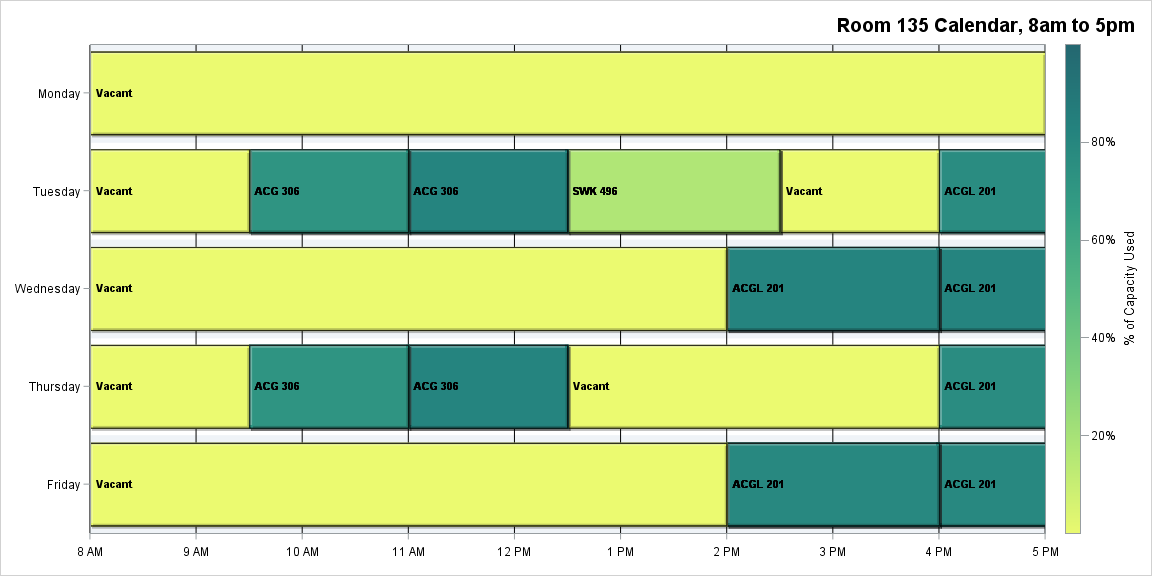 Room 135 Calendar, 8am to 5pm
Monday
Vacant
Tuesday
Vacant
ACG 306
ACG 306
SWK 496
Vacant
ACGL 201
Wednesday
Vacant
ACGL 201
ACGL 201
Thursday
Vacant
ACG 306
ACG 306
Vacant
ACGL 201
Friday
Vacant
ACGL 201
ACGL 201
8 AM
9 AM
10 AM
11 AM
12 PM
1 PM
2 PM
3 PM
4 PM
5 PM
80%
60%
40%
20%
% of Capacity Used